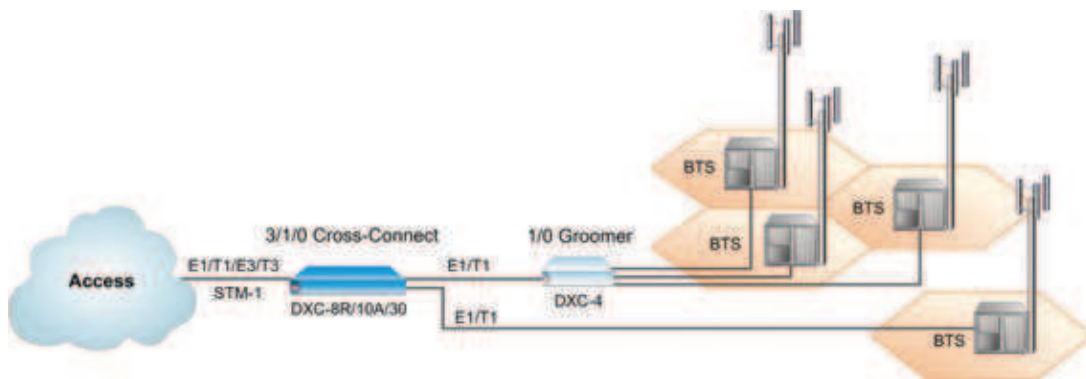 BTS
BTS
BTS
3/1/0 Cross-Connect
1/0 Groomer
E1/T1/E3/T3
E1/T1
Access
STM-1
DXC-8R/10A/30
DXC-4
E1/T1
BTS